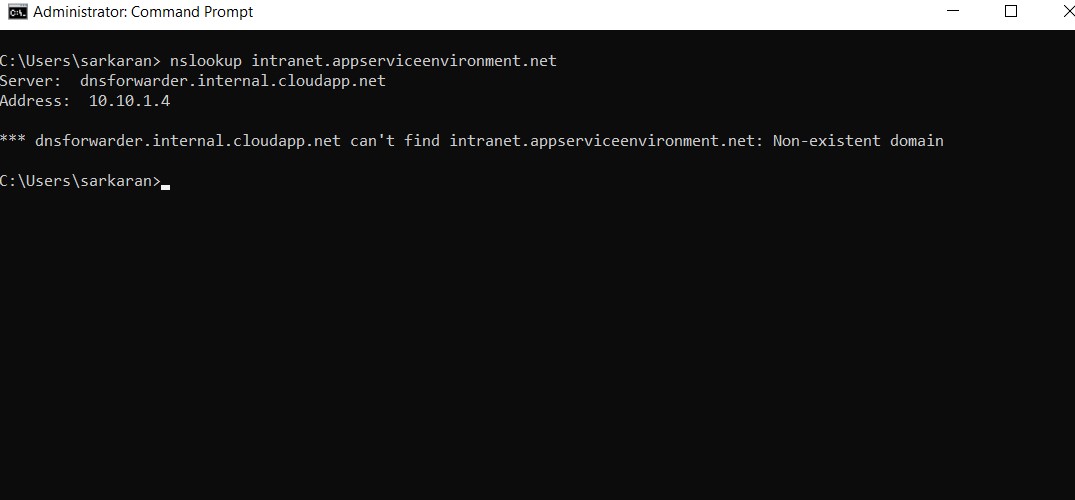 Administrator: Command Prompt
C:\Users\sarkaran> nslookup intranet.appserviceenvironment.net
Server:  dnsforwarder.internal.cloudapp.net
Address:  10.10.1.4
*** dnsforwarder.internal.cloudapp.net can't find intranet.appserviceenvironment.net: Non-existent domain
C:\Users\sarkaran>